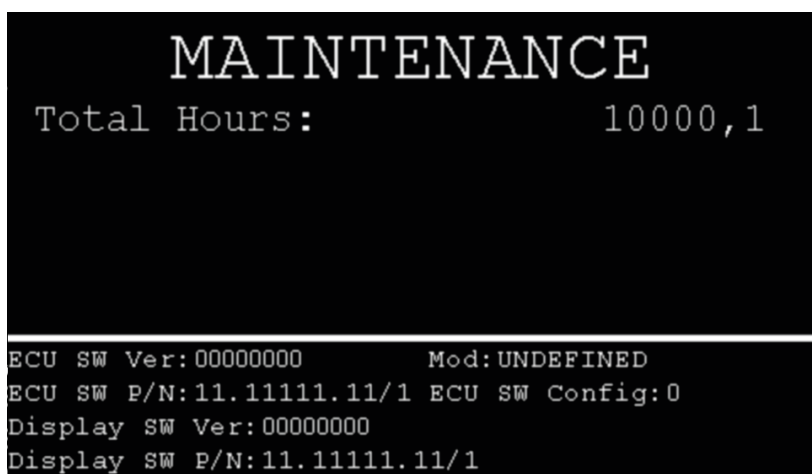 MAINTENANCE
Total Hours: 10000,1
ECU SW Ver:00000000 Mod:UNDEFINED
ECU SW P/N:11.11111.11/1 ECU SW Config:0
Display SW Ver:00000000
Display SW P/N:11.11111.11/1